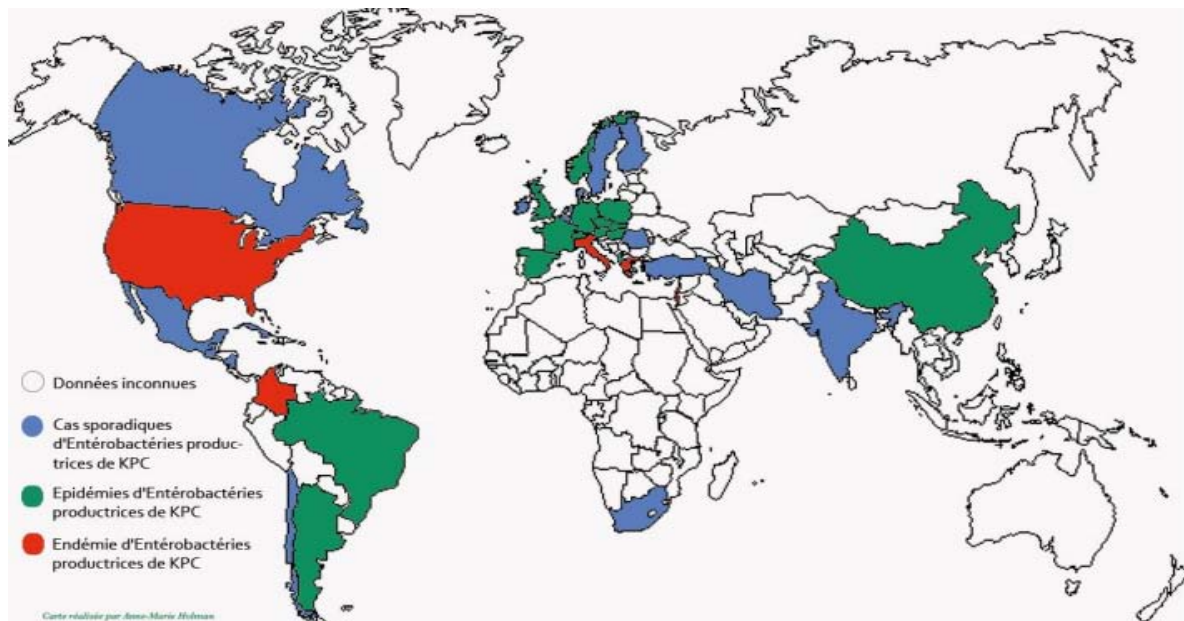 Données inconnues
Cas sporadiques
d'Entérobactéries produc-
trices de KPC
Epidémies d'Entérobactéries
productrices de KPC
Endémie d'Entérobactéries
productrices de KPC
Carte réalisée par Anne-Marie Holman